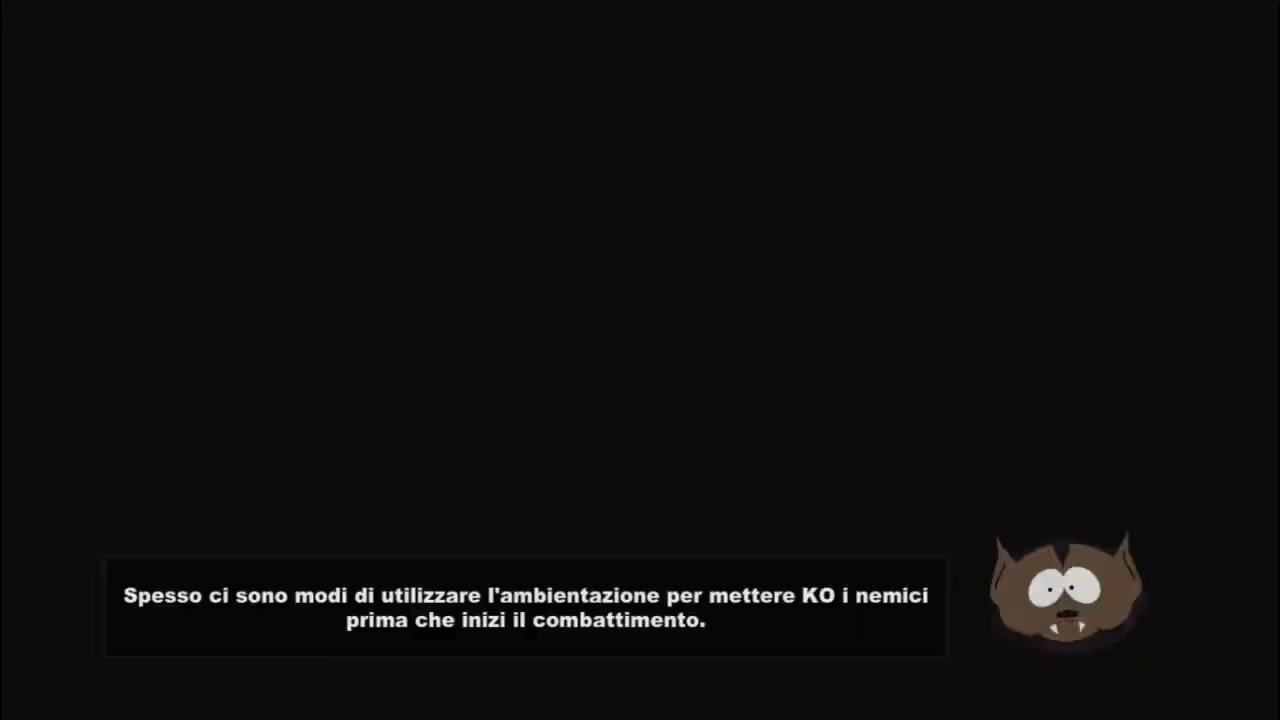 Spesso ci sono modi di utilizzare l'ambientazione per mettere KO i nemici
prima che inizi il combattimento.